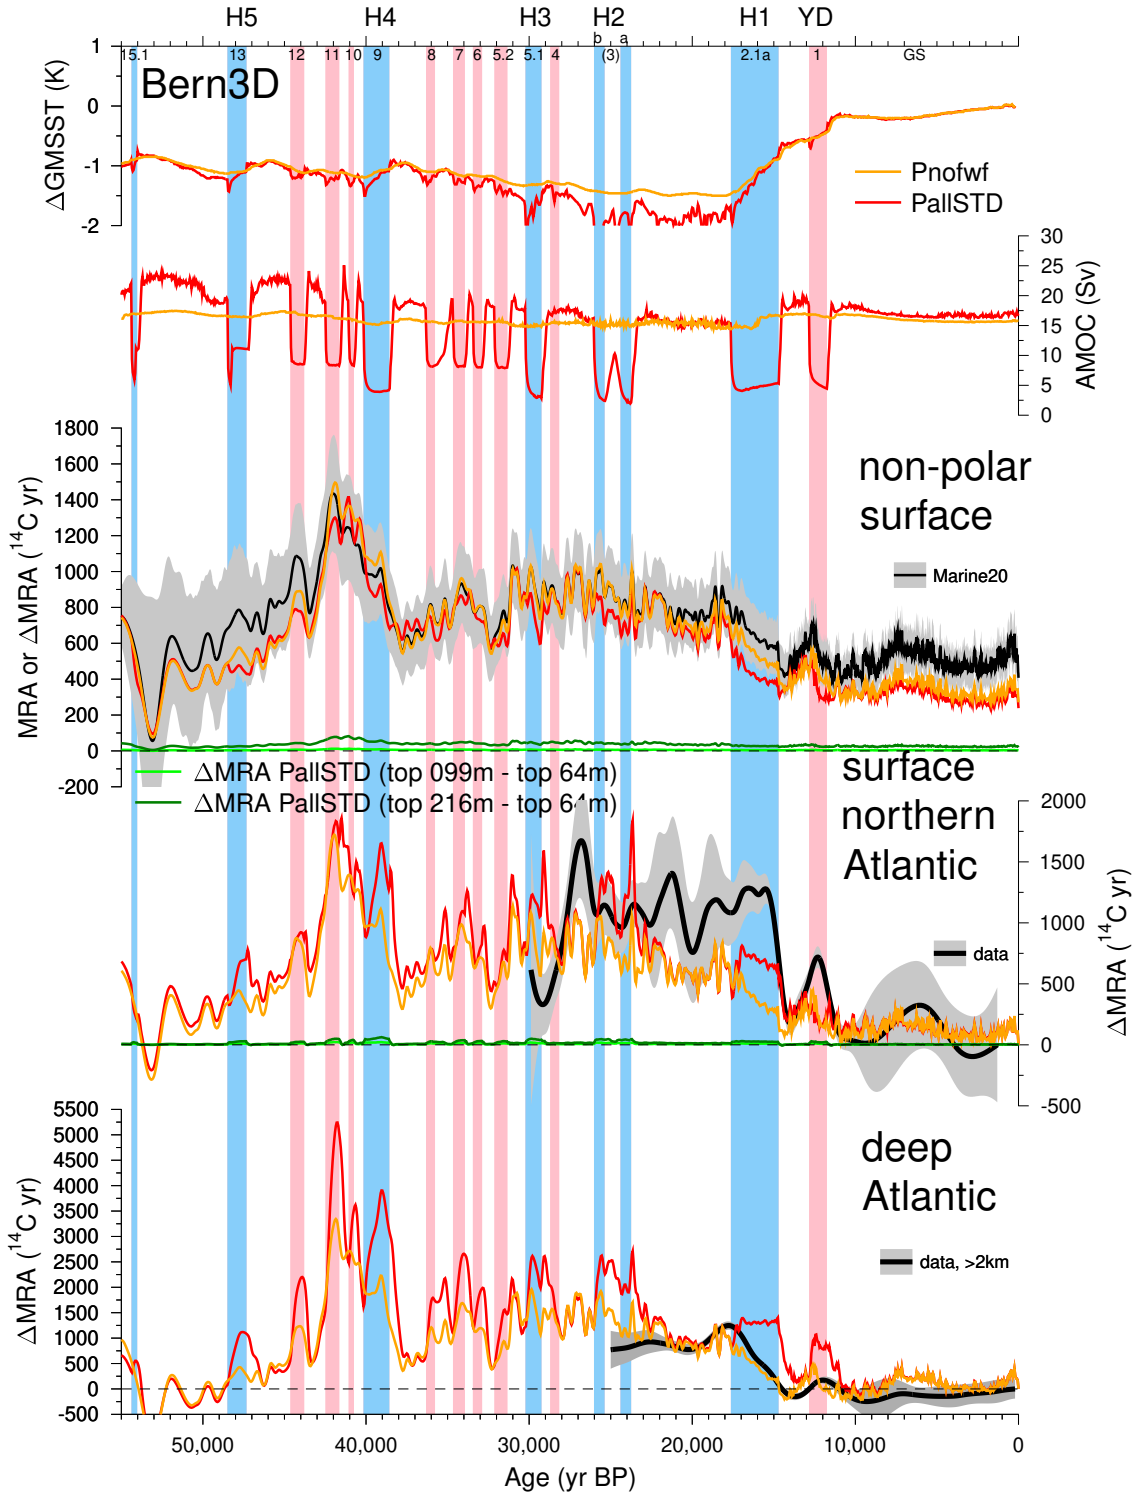 H5 H4 H3 H2 H1 YD
b a
15.1 13 12 11 10 9 8 7 6 5.2 5.1 4 (3) 2.1a 1 GS
Bern3D
ΔGMSST (K)
1
0
-1
-2
Pnofwf
PallSTD
AMOC (Sv)
30
25
20
15
10
5
0
MRA or ΔMRA (¹⁴C yr)
1800
1600
1400
1200
1000
800
600
400
200
0
-200
non-polar
surface
Marine20
ΔMRA PallSTD (top 099m - top 64m)
ΔMRA PallSTD (top 216m - top 64m)
surface
northern
Atlantic
2000
1500
1000
500
0
-500
ΔMRA (¹⁴C yr)
data
ΔMRA (¹⁴C yr)
5500
5000
4500
4000
3500
3000
2500
2000
1500
1000
500
0
-500
deep
Atlantic
data, >2km
50,000 40,000 30,000 20,000 10,000 0
Age (yr BP)